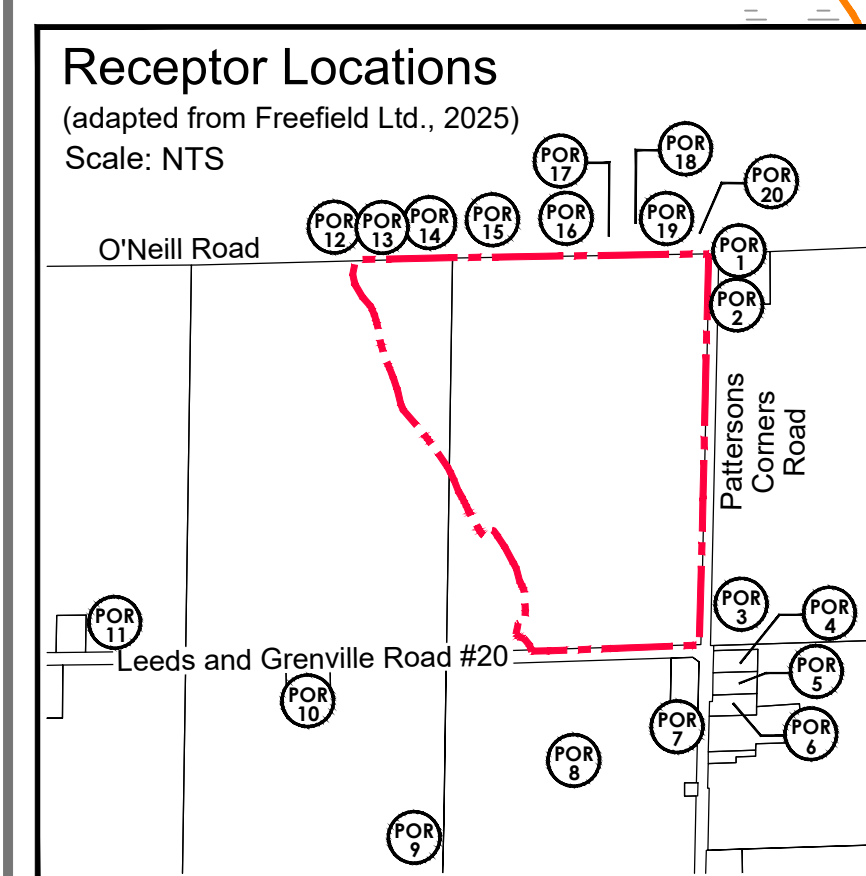 Receptor Locations
(adapted from Freefield Ltd., 2025)
Scale: NTS
POR
17
POR
18
POR
20
POR
12
POR
13
POR
14
POR
15
POR
16
POR
19
O'Neill Road
POR
1
POR
2
Pattersons
Corners
Road
POR
3
POR
4
POR
11
Leeds and Grenville Road #20
POR
5
POR
10
POR
7
POR
6
POR
8
POR
9